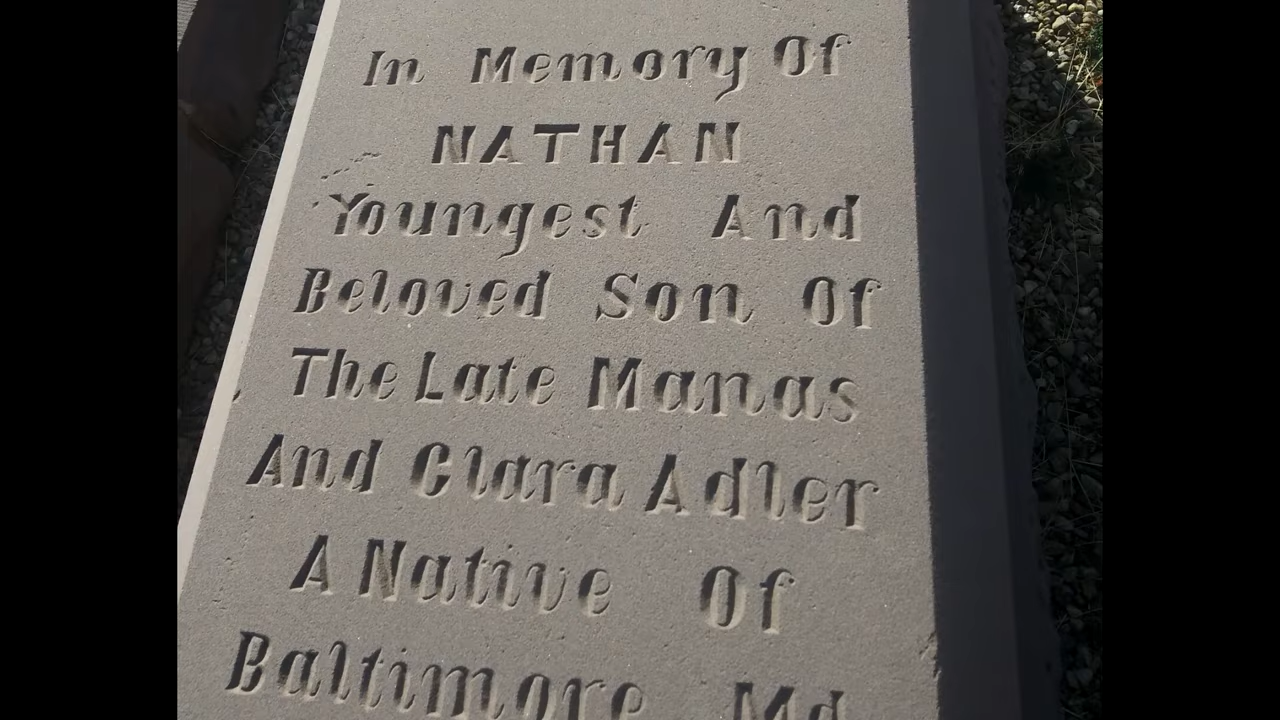 In Memory Of
NATHAN
Youngest And
Beloved Son Of
The Late Manas
And Clara Adler
A Native Of
Baltimore Md